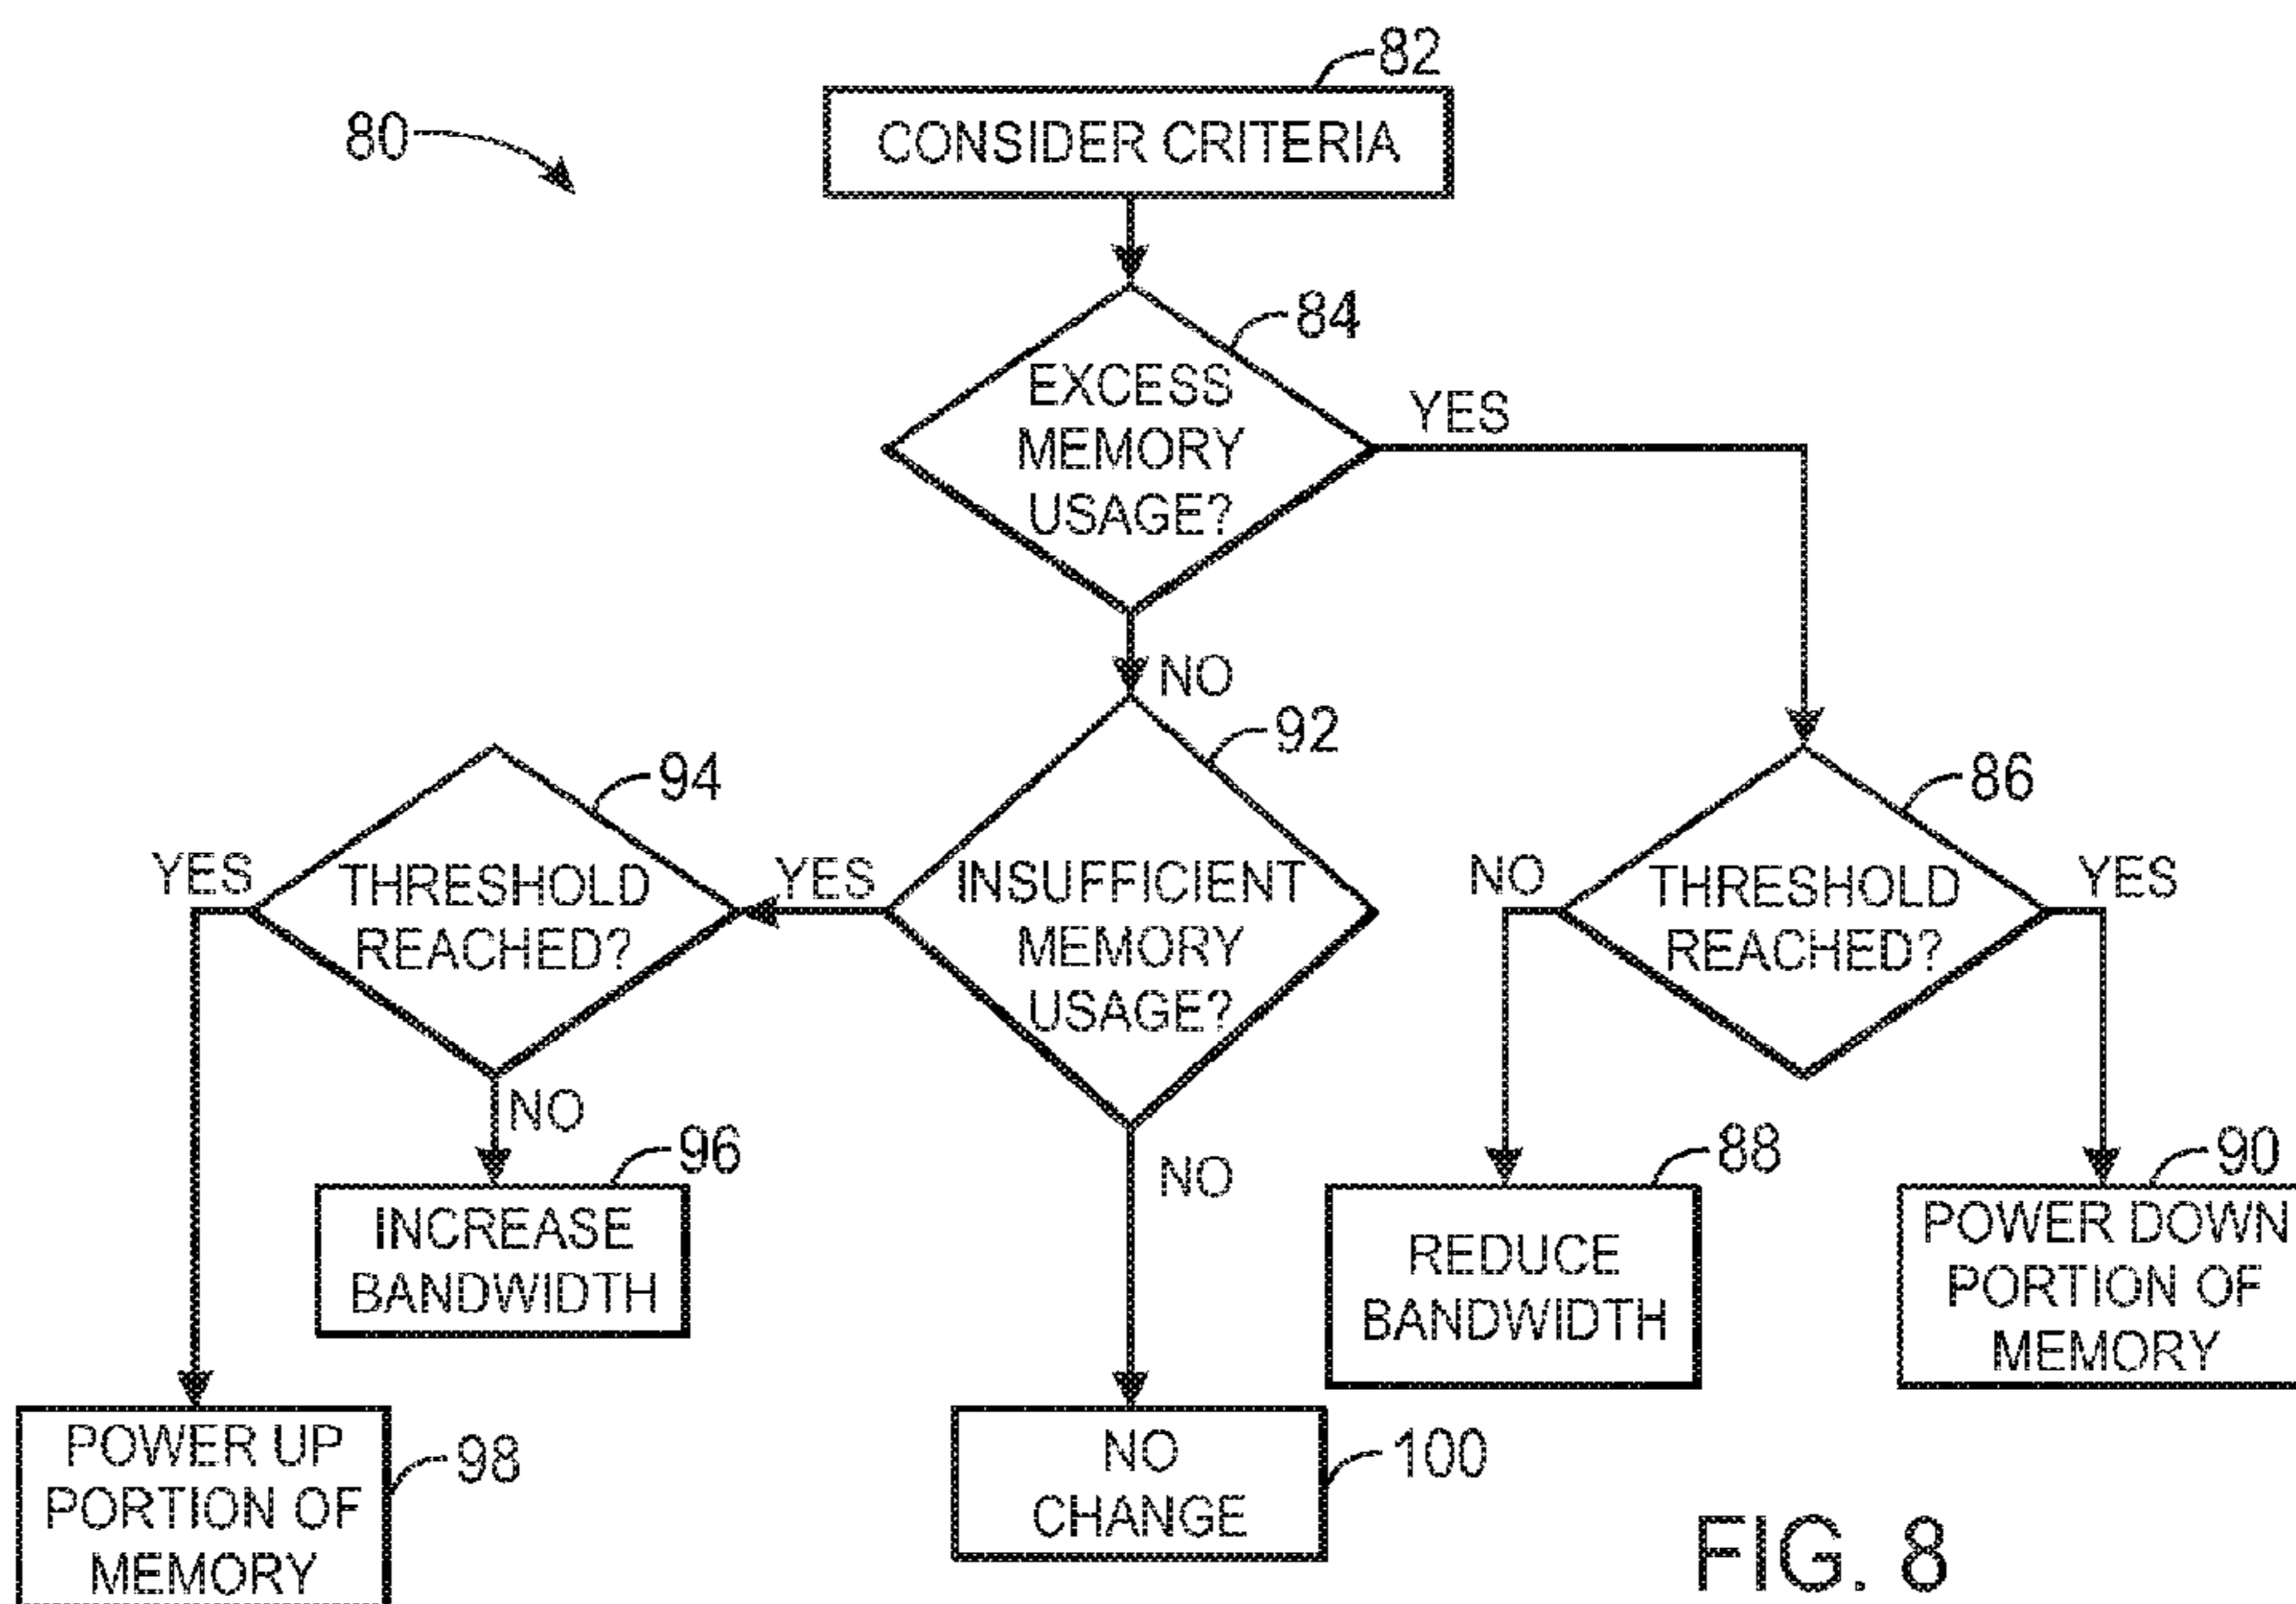 82
80
CONSIDER CRITERIA
84
EXCESS
MEMORY
USAGE?
YES
NO
92
94
86
YES
THRESHOLD
REACHED?
YES
INSUFFICIENT
MEMORY
USAGE?
NO
THRESHOLD
REACHED?
YES
NO
96
INCREASE
BANDWIDTH
NO
88
REDUCE
BANDWIDTH
90
POWER DOWN
PORTION OF
MEMORY
POWER UP
PORTION OF
MEMORY
98
NO
CHANGE
100
FIG. 8